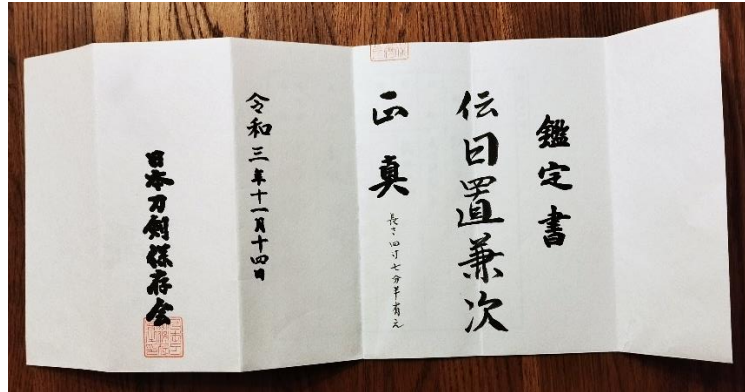 鑑定書
伝日置兼次
正真
長さ四寸七分半有之
令和三年十一月十四日
日本刀剣保存会